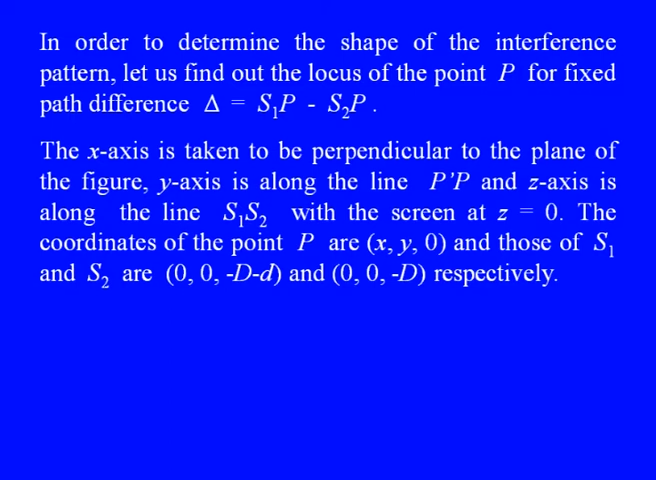 In order to determine the shape of the interference
pattern, let us find out the locus of the point P for fixed
path difference Δ = S₁P - S₂P .
The x-axis is taken to be perpendicular to the plane of
the figure, y-axis is along the line P’P and z-axis is
along the line S₁S₂ with the screen at z = 0. The
coordinates of the point P are (x, y, 0) and those of S₁
and S₂ are (0, 0, -D-d) and (0, 0, -D) respectively.